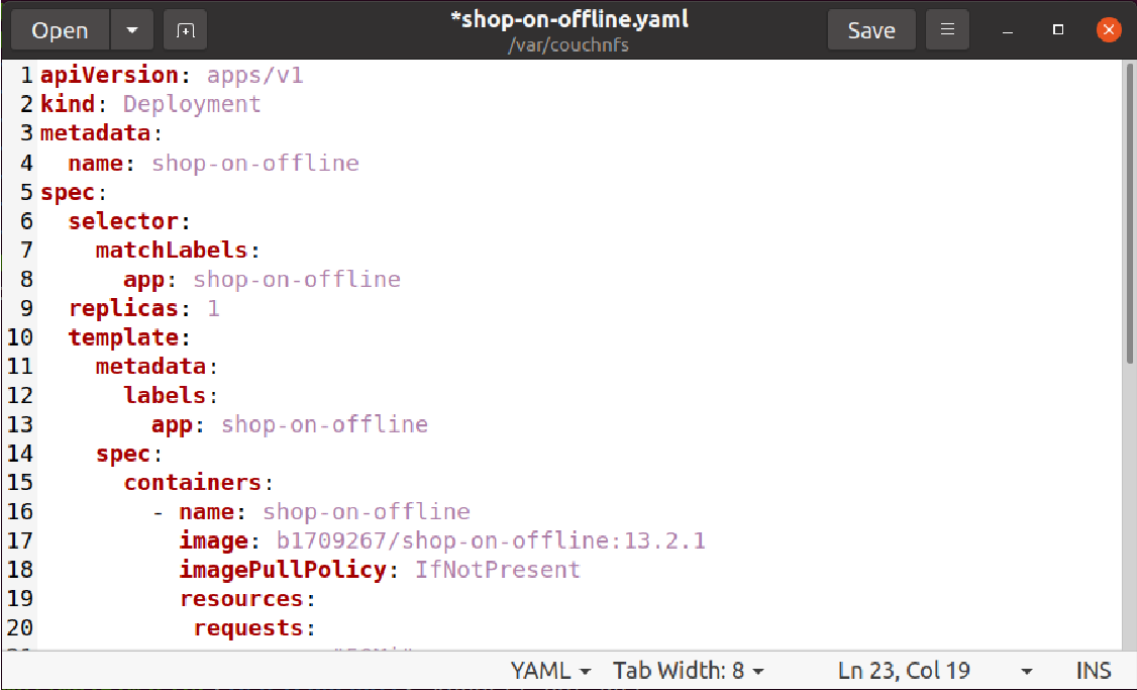 Open
*shop-on-offline.yaml
/var/couchnfs
Save
1 apiVersion: apps/v1
2 kind: Deployment
3 metadata:
4   name: shop-on-offline
5 spec:
6   selector:
7     matchLabels:
8       app: shop-on-offline
9   replicas: 1
10   template:
11     metadata:
12       labels:
13         app: shop-on-offline
14     spec:
15       containers:
16         - name: shop-on-offline
17           image: b1709267/shop-on-offline:13.2.1
18           imagePullPolicy: IfNotPresent
19           resources:
20            requests:
YAML Tab Width: 8 Ln 23, Col 19 INS